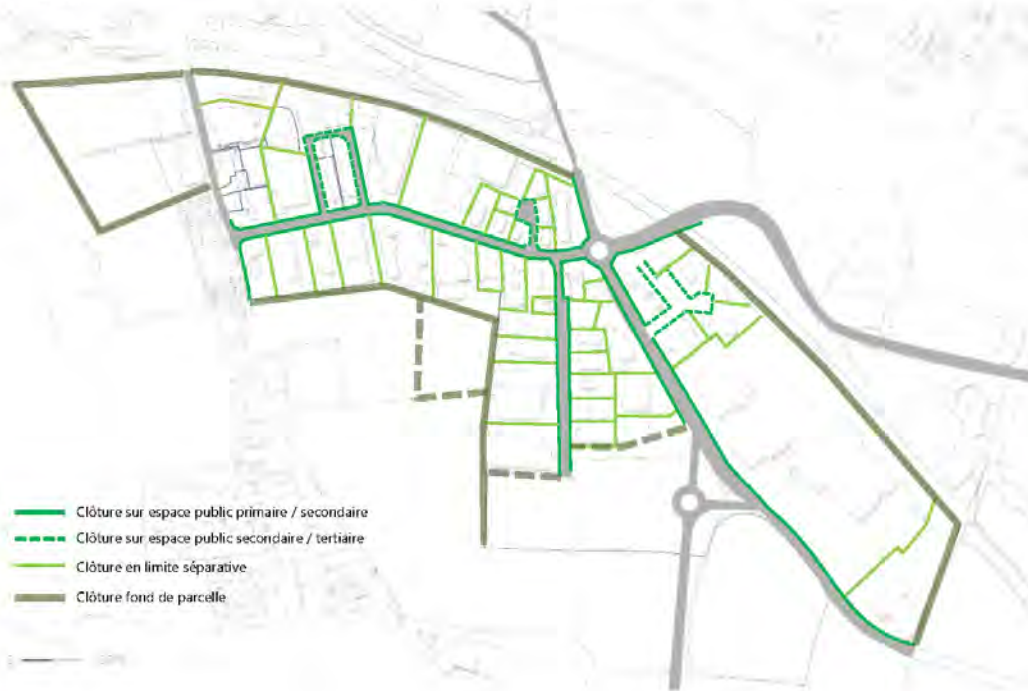 Clôture sur espace public primaire / secondaire
Clôture sur espace public secondaire / tertiaire
Clôture en limite séparative
Clôture fond de parcelle